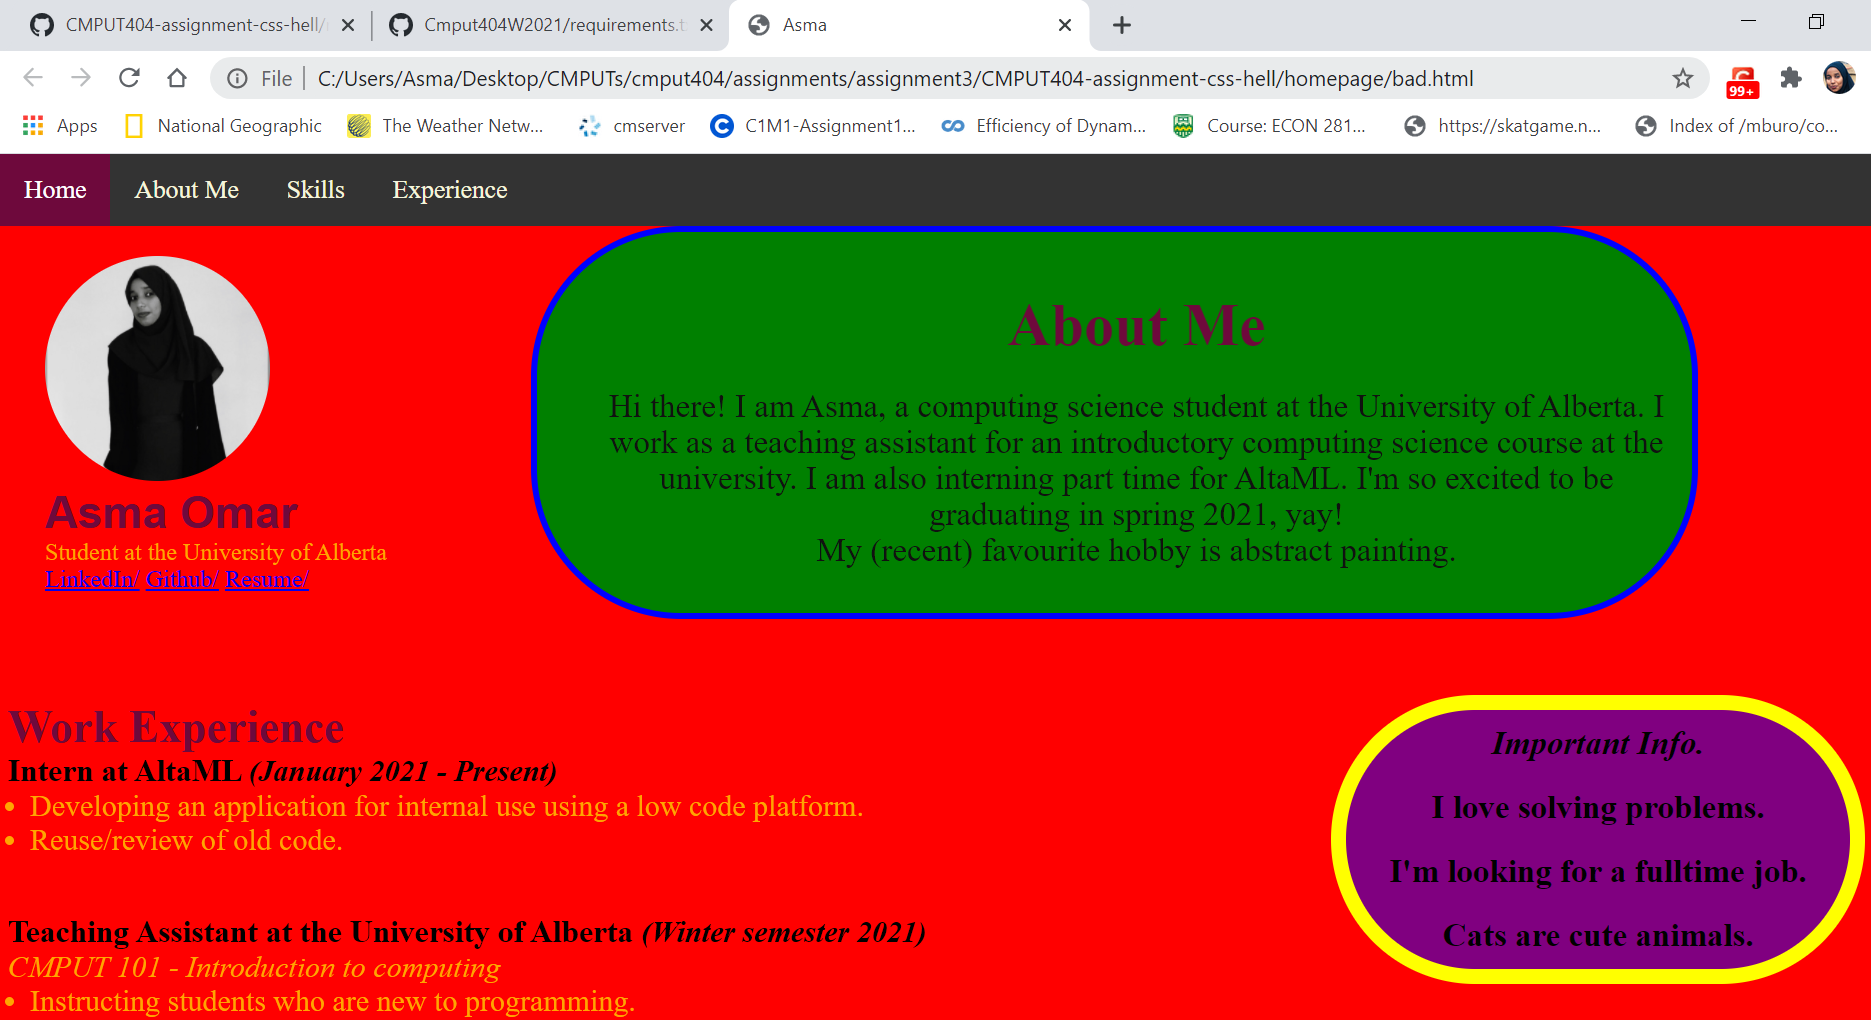 CMPUT404-assignment-css-hell/
Cmput404W2021/requirements.t
Asma
File
C:/Users/Asma/Desktop/CMPUTs/cmput404/assignments/assignment3/CMPUT404-assignment-css-hell/homepage/bad.html
99+
Apps
National Geographic
The Weather Netw...
cmserver
C1M1-Assignment1...
Efficiency of Dynam...
Course: ECON 281...
https://skatgame.n...
Index of /mburo/co...
Home
About Me
Skills
Experience
Asma Omar
Student at the University of Alberta
LinkedIn/ Github/ Resume/
About Me
Hi there! I am Asma, a computing science student at the University of Alberta. I
work as a teaching assistant for an introductory computing science course at the
university. I am also interning part time for AltaML. I'm so excited to be
graduating in spring 2021, yay!
My (recent) favourite hobby is abstract painting.
Work Experience
Intern at AltaML (January 2021 - Present)
Developing an application for internal use using a low code platform.
Reuse/review of old code.
Teaching Assistant at the University of Alberta (Winter semester 2021)
CMPUT 101 - Introduction to computing
Instructing students who are new to programming.
Important Info.
I love solving problems.
I'm looking for a fulltime job.
Cats are cute animals.